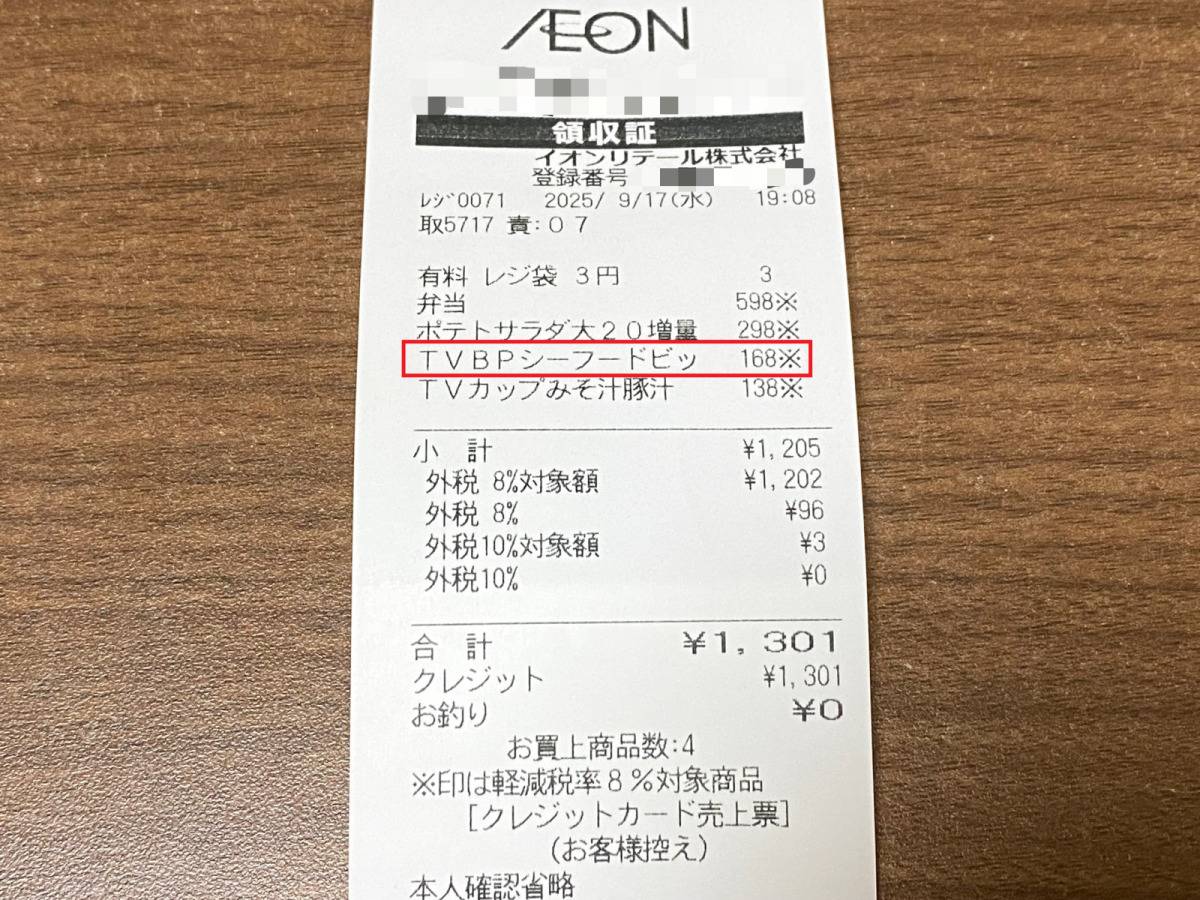 ÆON
領収証
イオンリテール株式会社
登録番号
ﾚｼﾞ0071 2025/ 9/17(水) 19:08
取5717 責:07
有料 レジ袋 3円 3
弁当 598※
ポテトサラダ大20増量 298※
TVBPシーフードビッ 168※
TVカップみそ汁豚汁 138※
小 計 ¥1,205
外税 8%対象額 ¥1,202
外税 8% ¥96
外税10%対象額 ¥3
外税10% ¥0
合 計 ¥1,301
クレジット ¥1,301
お釣り ¥0
お買上商品数:4
※印は軽減税率8%対象商品
[クレジットカード売上票]
(お客様控え)
本人確認省略